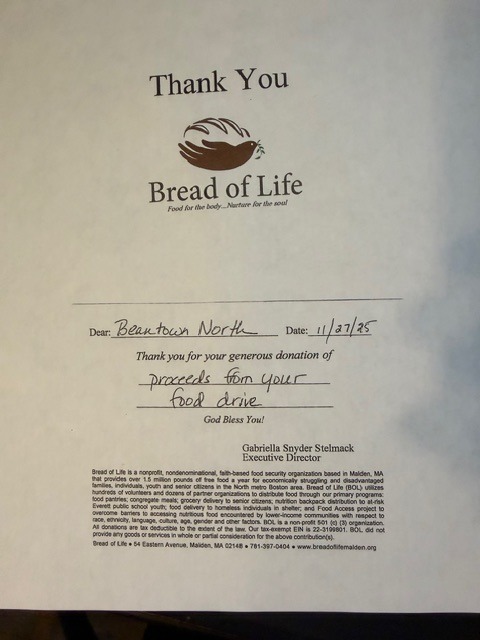 Thank You
Bread of Life
Food for the body...Nurture for the soul
Dear: Beantown North Date: 11/27/25
Thank you for your generous donation of
proceeds from your
food drive
God Bless You!
Gabriella Snyder Stelmack
Executive Director
Bread of Life is a nonprofit, nondenominational, faith-based food security organization based in Malden, MA
that provides over 1.5 million pounds of free food a year for economically struggling and disadvantaged
families, individuals, youth and senior citizens in the North metro Boston area. Bread of Life (BOL) utilizes
hundreds of volunteers and dozens of partner organizations to distribute food through our primary programs:
food pantries; congregate meals; grocery delivery to senior citizens; nutrition backpack distribution to at-risk
Everett public school youth; food delivery to homeless individuals in shelter; and Food Access project to
overcome barriers to accessing nutritious food encountered by lower-income communities with respect to
race, ethnicity, language, culture, age, gender and other factors. BOL is a non-profit 501 (c) (3) organization.
All donations are tax deductible to the extent of the law. Our tax-exempt EIN is 22-3199801. BOL did not
provide any goods or services in whole or partial consideration for the above contribution(s).
Bread of Life • 54 Eastern Avenue, Malden, MA 02148 • 781-397-0404 • www.breadoflifemalden.org